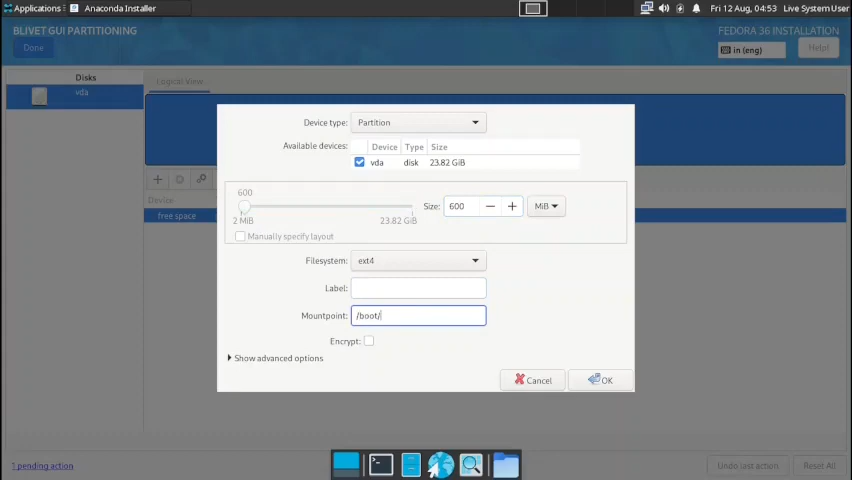 Applications
Anaconda Installer
Fri 12 Aug, 04:53
Live System User
BLIVET GUI PARTITIONING
Done
FEDORA 36 INSTALLATION
in (eng)
Help!
Disks
vda
Logical View
Device
free space
Device type:
Partition
Available devices:
Device Type Size
vda disk 23.82 GiB
600
2 MiB
23.82 GiB
Size:
600
MiB
Manually specify layout
Filesystem:
ext4
Label:
Mountpoint:
/boot/
Encrypt:
Show advanced options
Cancel
OK
1 pending action
Undo last action
Reset All